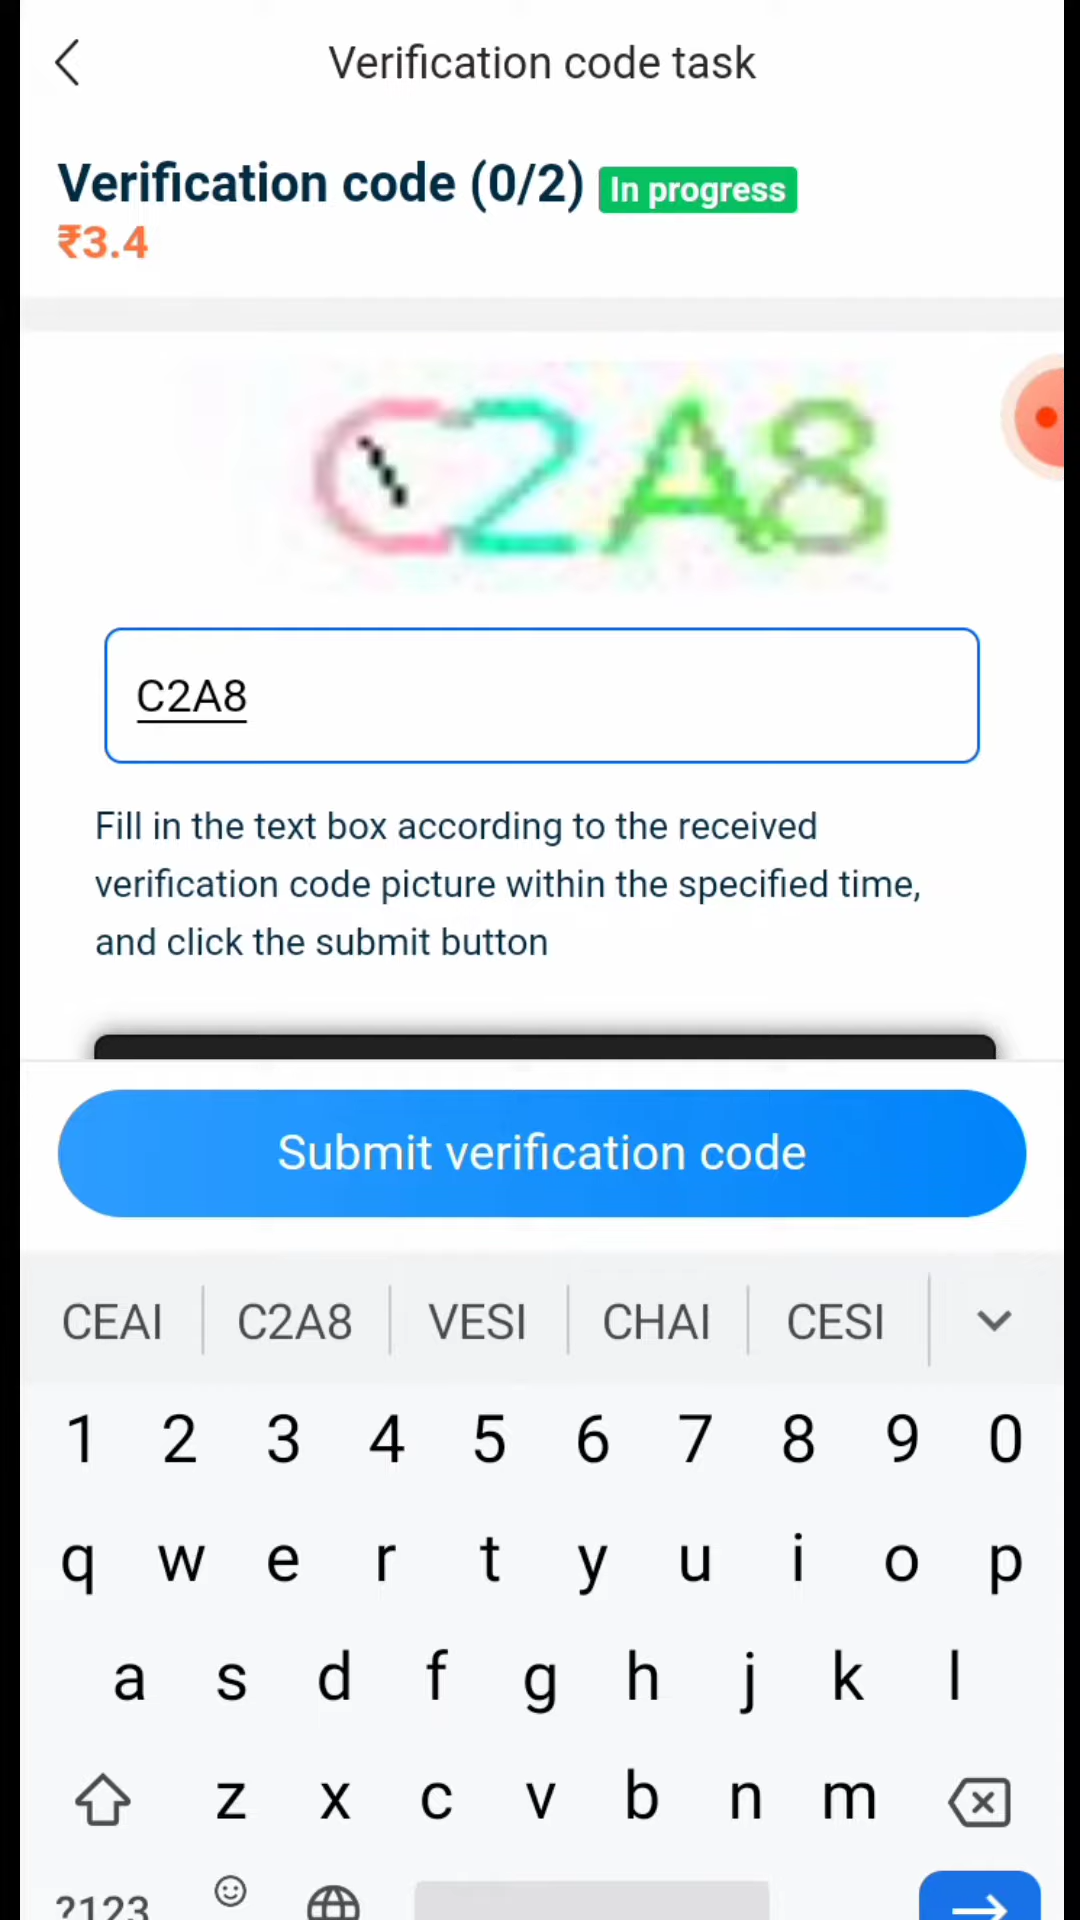 Verification code task
Verification code (0/2) In progress
₹3.4
C2A8
C2A8
Fill in the text box according to the received
verification code picture within the specified time,
and click the submit button
Submit verification code
CEAI C2A8 VESI CHAI CESI
1 2 3 4 5 6 7 8 9 0
q w e r t y u i o p
a s d f g h j k l
z x c v b n m
?123